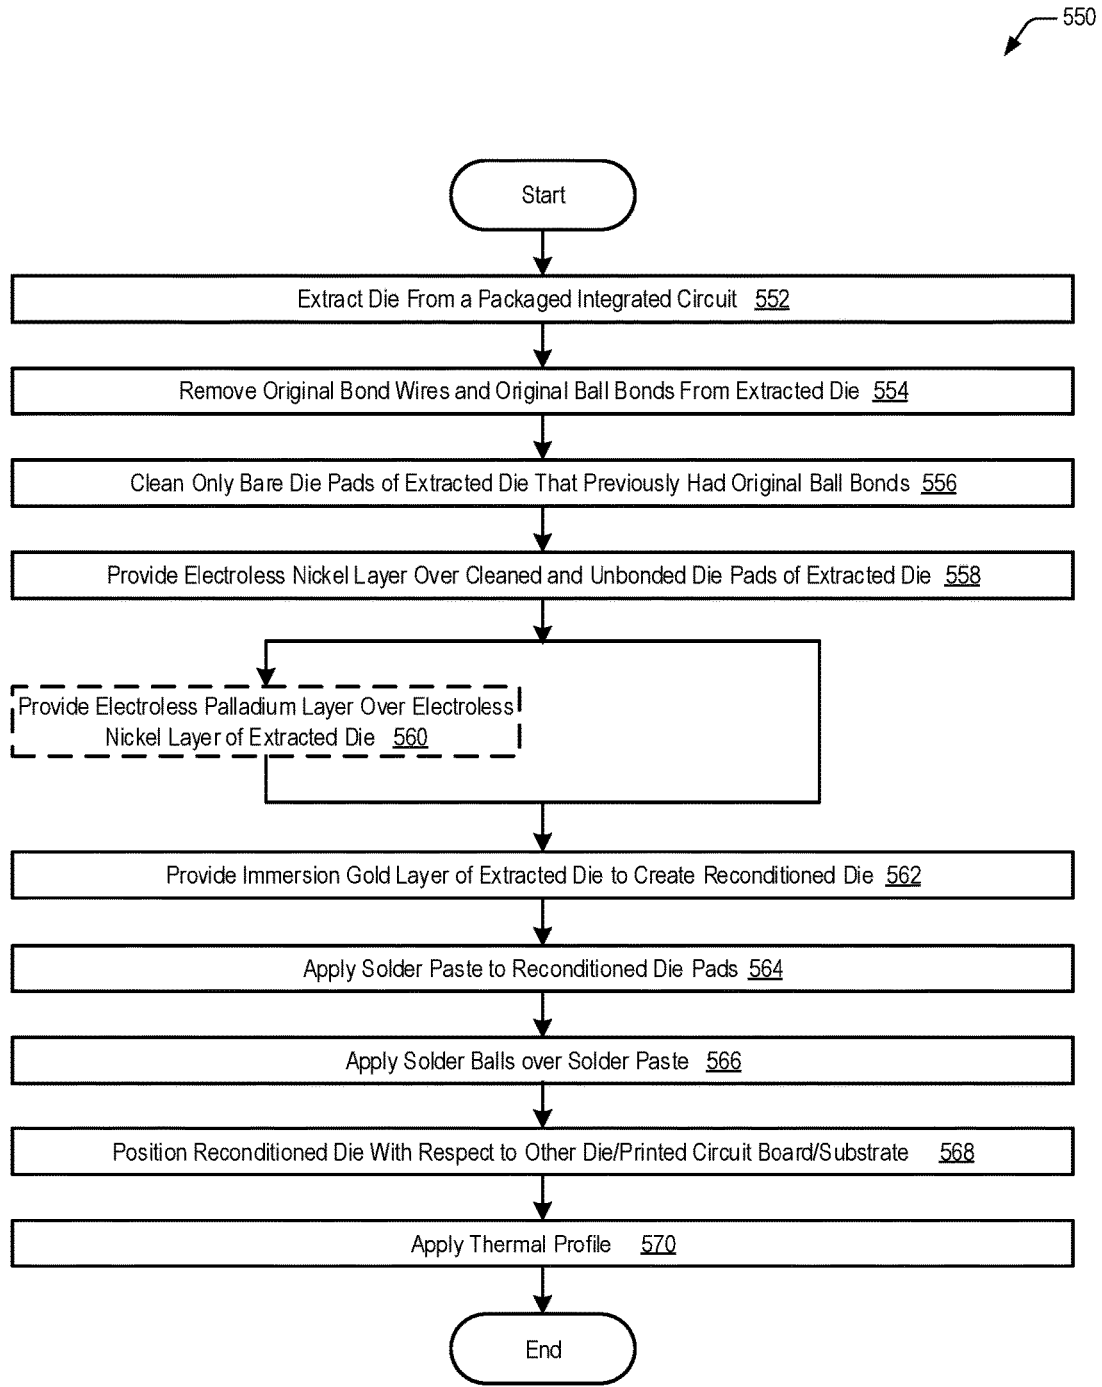 550
Start
Extract Die From a Packaged Integrated Circuit 552
Remove Original Bond Wires and Original Ball Bonds From Extracted Die 554
Clean Only Bare Die Pads of Extracted Die That Previously Had Original Ball Bonds 556
Provide Electroless Nickel Layer Over Cleaned and Unbonded Die Pads of Extracted Die 558
Provide Electroless Palladium Layer Over Electroless
Nickel Layer of Extracted Die 560
Provide Immersion Gold Layer of Extracted Die to Create Reconditioned Die 562
Apply Solder Paste to Reconditioned Die Pads 564
Apply Solder Balls over Solder Paste 566
Position Reconditioned Die With Respect to Other Die/Printed Circuit Board/Substrate 568
Apply Thermal Profile 570
End